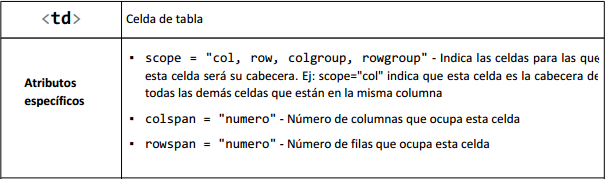 <td> Celda de tabla
▪ scope = "col, row, colgroup, rowgroup" - Indica las celdas para las que
esta celda será su cabecera. Ej: scope="col" indica que esta celda es la cabecera de
todas las demás celdas que están en la misma columna
Atributos
específicos
▪ colspan = "numero" - Número de columnas que ocupa esta celda
▪ rowspan = "numero" - Número de filas que ocupa esta celda